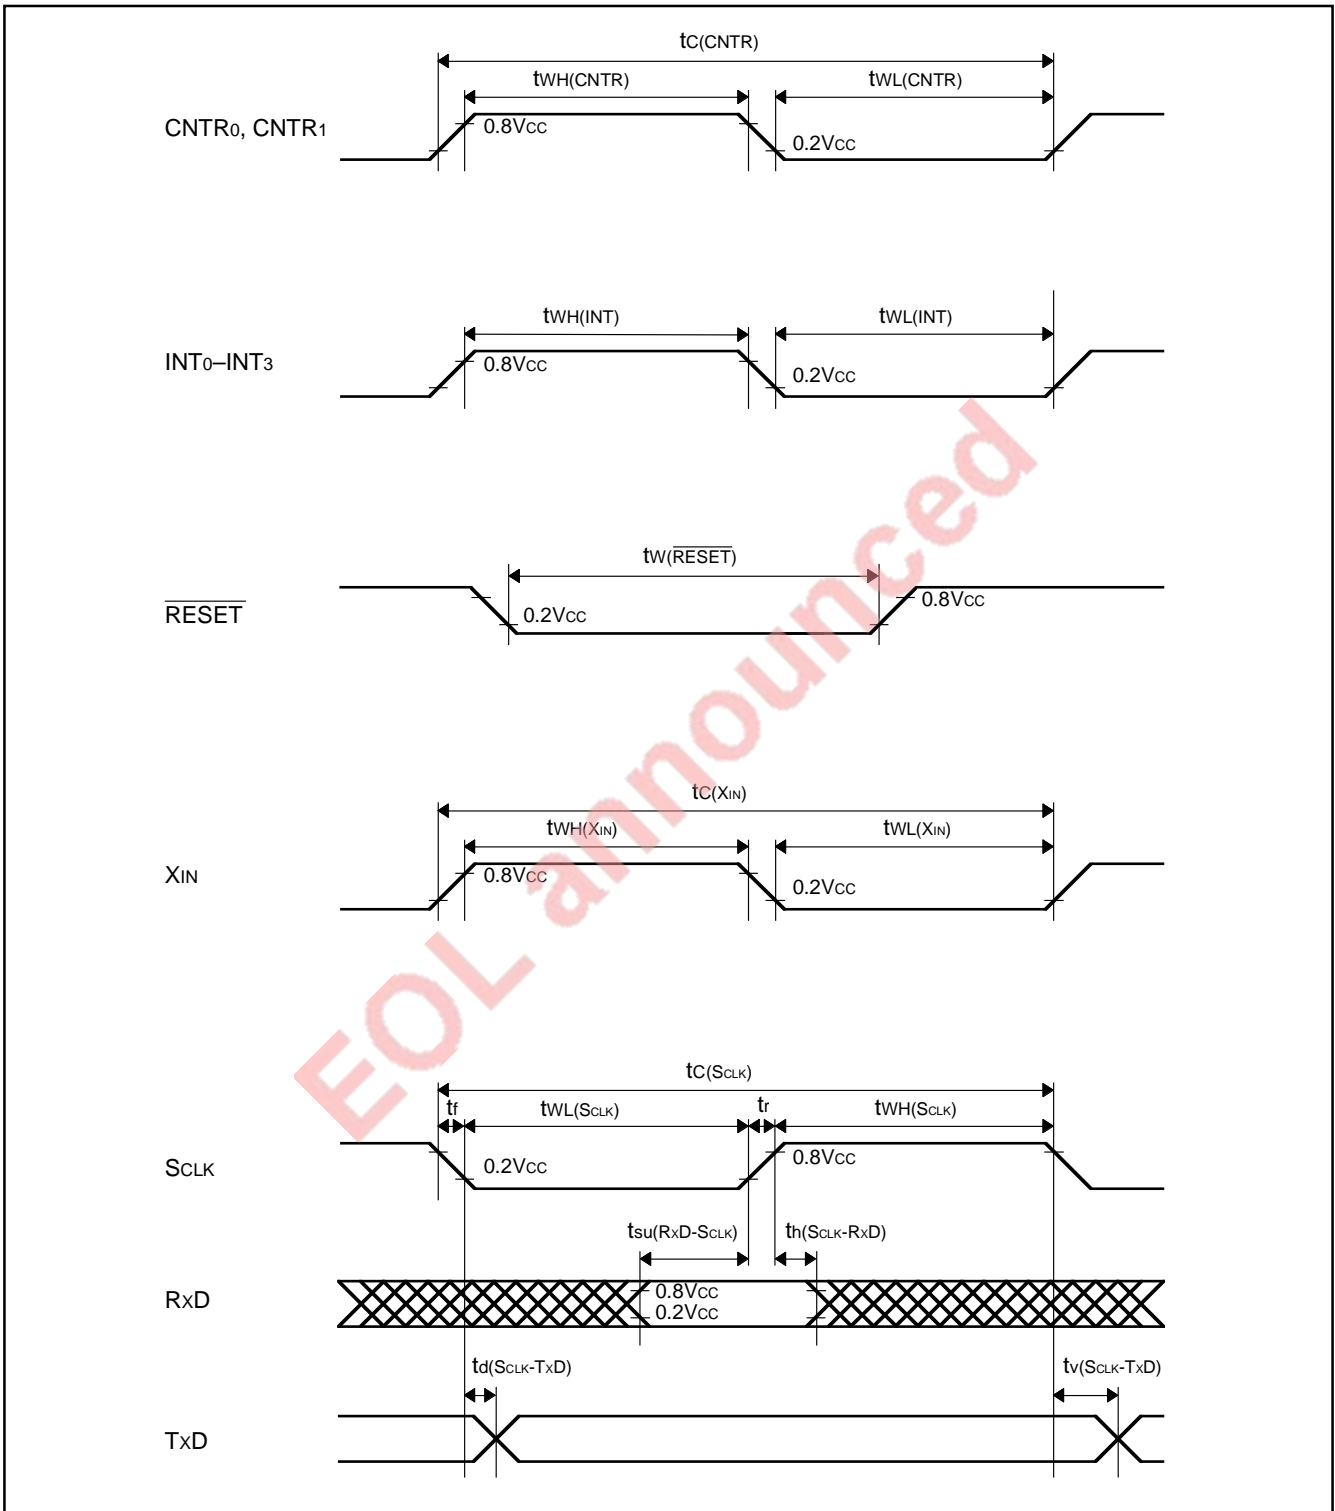 tC(CNTR)
tWH(CNTR)
tWL(CNTR)
CNTR0, CNTR1
0.8VCC
0.2VCC
tWH(INT)
tWL(INT)
INT0–INT3
0.8VCC
0.2VCC
tW(RESET)
RESET
0.2VCC
0.8VCC
tC(XIN)
tWH(XIN)
tWL(XIN)
XIN
0.8VCC
0.2VCC
tC(SCLK)
tf
tWL(SCLK)
tr
tWH(SCLK)
SCLK
0.2VCC
0.8VCC
tsu(RxD-SCLK)
th(SCLK-RxD)
RXD
0.8VCC
0.2VCC
td(SCLK-TXD)
tv(SCLK-TXD)
TXD
EOL announced